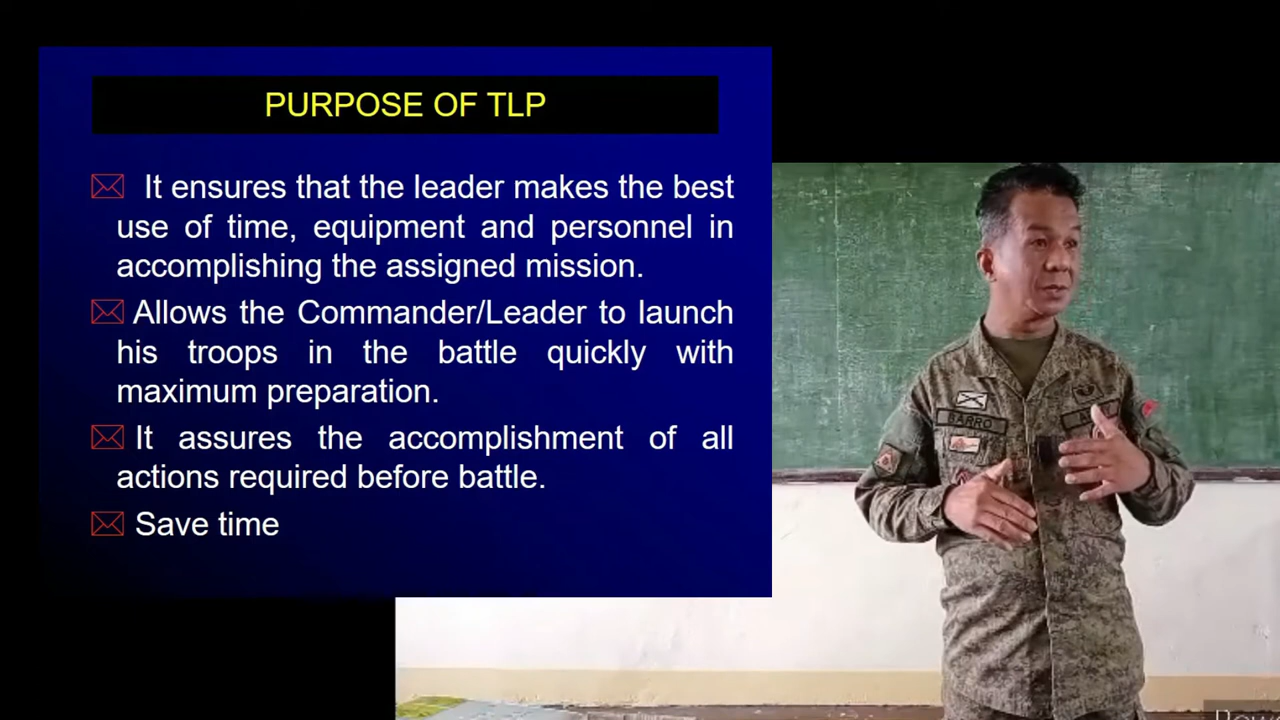 PURPOSE OF TLP
It ensures that the leader makes the best
use of time, equipment and personnel in
accomplishing the assigned mission.
Allows the Commander/Leader to launch
his troops in the battle quickly with
maximum preparation.
It assures the accomplishment of all
actions required before battle.
Save time